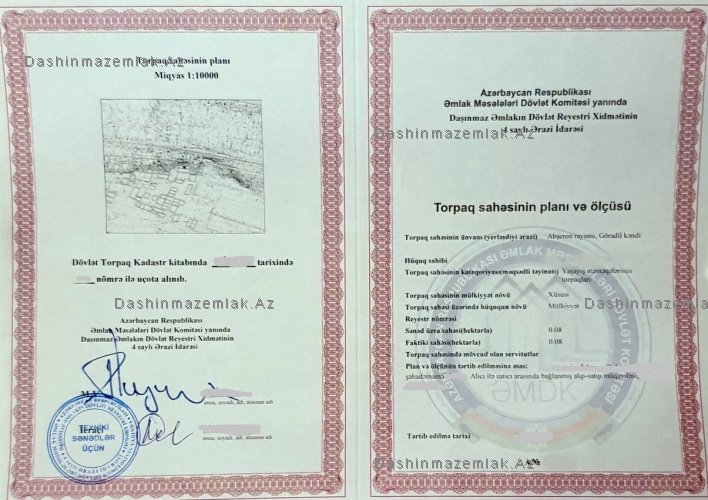 Torpaq sahəsinin planı
Miqyas 1:10000
Dashinmazemlak.Az
Dövlət Torpaq Kadastr kitabında tarixində
nömrə ilə uçota alınıb.
Dashinmazemlak.Az
Azərbaycan Respublikası
Əmlak Məsələləri Dövlət Komitəsi yanında
Daşınmaz Əmlakın Dövlət Reyestri Xidmətinin
4 saylı Ərazi İdarəsi
Dashinmazemlak.Az
imza, soyadı, adı, atasının adı
imza, soyadı, adı, atasının adı
TEXNİKİ
SƏNƏDLƏR
ÜÇÜN
Dashinmazemlak.Az
Dashinmazemlak.Az
Azərbaycan Respublikası
Əmlak Məsələləri Dövlət Komitəsi yanında
Daşınmaz Əmlakın Dövlət Reyestri Xidmətinin
4 saylı Ərazi İdarəsi
Dashinmazemlak.Az
Torpaq sahəsinin planı və ölçüsü
Torpaq sahəsinin ünvanı (yerləşdiyi ərazi) Abşeron rayonu, Göradil kəndi
Hüquq sahibi
Torpaq sahəsinin kateqoriyası(məqsədli təyinatı) Yaşayış məntəqələrinin
torpaqları
Torpaq sahəsinin mülkiyyət növü Xüsusi
Torpaq sahəsi üzərində hüququn növü Mülkiyyət
Dashinmazemlak.Az
Reyestr nömrəsi
Sənəd üzrə sahəsi(hektarla) 0.08
Faktiki sahəsi(hektarla) 0.08
Torpaq sahəsində mövcud olan servitutlar
Plan və ölçünün tərtib edilməsinə əsas:
şəhadətnamə Alıcı ilə satıcı arasında bağlanmış alqı-satqı müqaviləsi,
ƏMDK
Tərtib edilmə tarixi
Dashinmazemlak.Az
A№